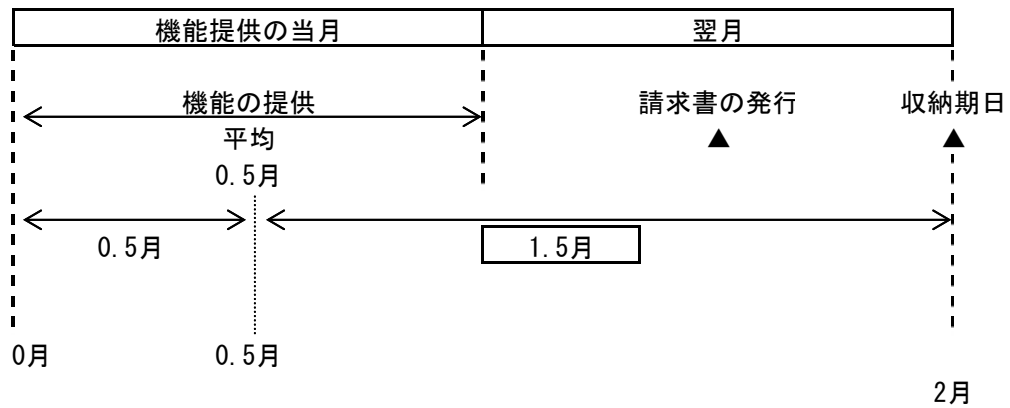 機能提供の当月 翌月
機能の提供 請求書の発行 収納期日
平均 ▲ ▲
0.5月
0.5月 1.5月
0月 0.5月
2月